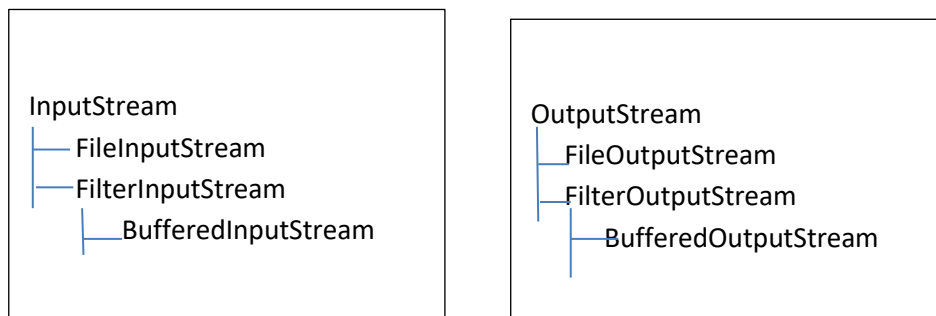 InputStream
FileInputStream
FilterInputStream
BufferedInputStream
OutputStream
FileOutputStream
FilterOutputStream
BufferedOutputStream